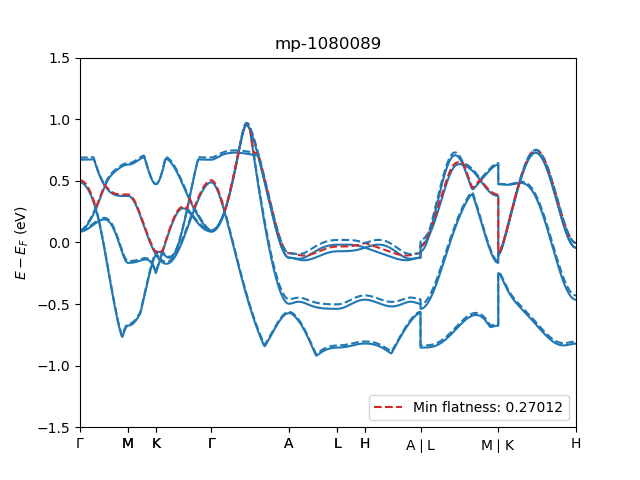 mp-1080089
1.5
1.0
0.5
0.0
−0.5
−1.0
−1.5
E − E_F (eV)
Min flatness: 0.27012
Γ M K Γ A L H A | L M | K H